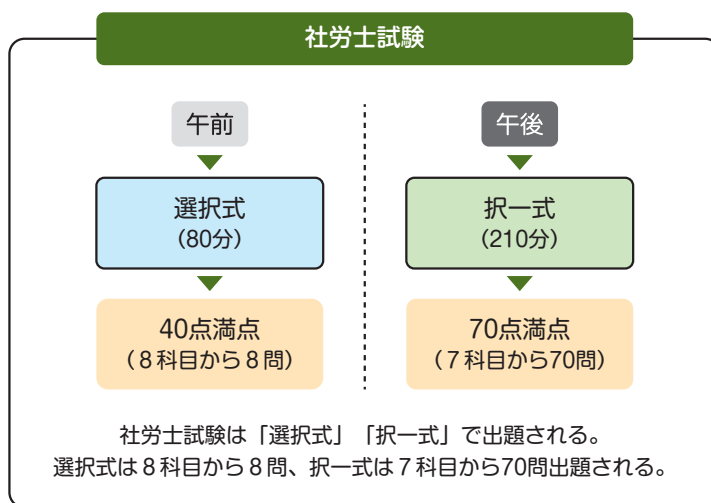 社労士試験
午前
選択式
(80分)
40点満点
(8科目から8問)
午後
択一式
(210分)
70点満点
(7科目から70問)
社労士試験は「選択式」「択一式」で出題される。
選択式は8科目から8問、択一式は7科目から70問出題される。